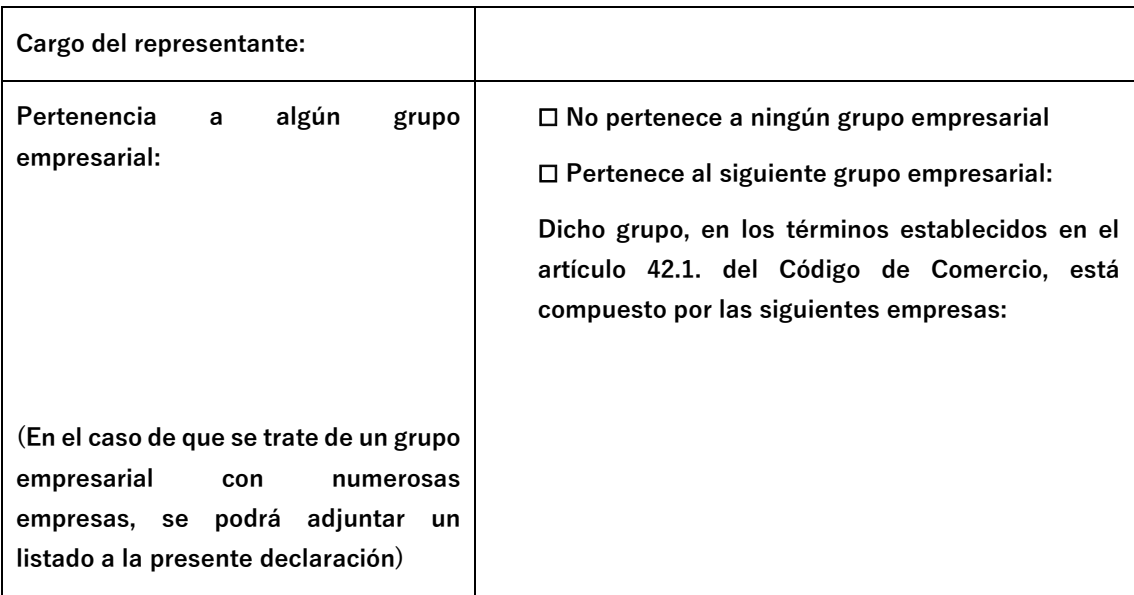 Cargo del representante:
Pertenencia a algún grupo
empresarial:
(En el caso de que se trate de un grupo
empresarial con numerosas
empresas, se podrá adjuntar un
listado a la presente declaración)
☐ No pertenece a ningún grupo empresarial
☐ Pertenece al siguiente grupo empresarial:
Dicho grupo, en los términos establecidos en el
artículo 42.1. del Código de Comercio, está
compuesto por las siguientes empresas: